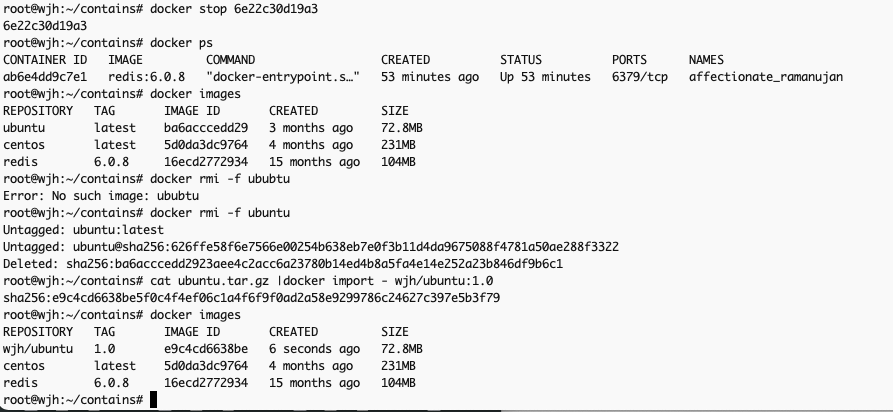 root@wjh:~/contains# docker stop 6e22c30d19a3
6e22c30d19a3
root@wjh:~/contains# docker ps
CONTAINER ID   IMAGE         COMMAND                  CREATED          STATUS          PORTS      NAMES
ab6e4dd9c7e1   redis:6.0.8   "docker-entrypoint.s…"   53 minutes ago   Up 53 minutes   6379/tcp   affectionate_ramanujan
root@wjh:~/contains# docker images
REPOSITORY   TAG       IMAGE ID       CREATED         SIZE
ubuntu       latest    ba6acccedd29   3 months ago    72.8MB
centos       latest    5d0da3dc9764   4 months ago    231MB
redis        6.0.8     16ecd2772934   15 months ago   104MB
root@wjh:~/contains# docker rmi -f ububtu
Error: No such image: ububtu
root@wjh:~/contains# docker rmi -f ubuntu
Untagged: ubuntu:latest
Untagged: ubuntu@sha256:626ffe58f6e7566e00254b638eb7e0f3b11d4da9675088f4781a50ae288f3322
Deleted: sha256:ba6acccedd2923aee4c2acc6a23780b14ed4b8a5fa4e14e252a23b846df9b6c1
root@wjh:~/contains# cat ubuntu.tar.gz |docker import - wjh/ubuntu:1.0
sha256:e9c4cd6638be5f0c4f4ef06c1a4f6f9f0ad2a58e9299786c24627c397e5b3f79
root@wjh:~/contains# docker images
REPOSITORY   TAG       IMAGE ID       CREATED         SIZE
wjh/ubuntu   1.0       e9c4cd6638be   6 seconds ago   72.8MB
centos       latest    5d0da3dc9764   4 months ago    231MB
redis        6.0.8     16ecd2772934   15 months ago   104MB
root@wjh:~/contains#